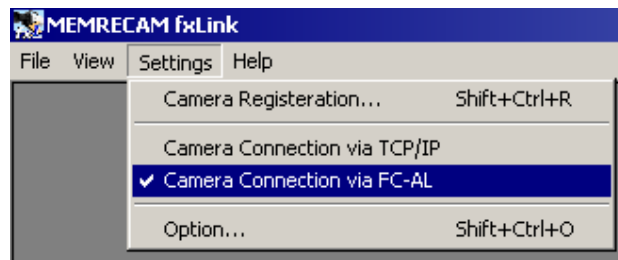 MEMRECAM fxLink
File View Settings Help
Camera Registeration... Shift+Ctrl+R
Camera Connection via TCP/IP
✓ Camera Connection via FC-AL
Option... Shift+Ctrl+O